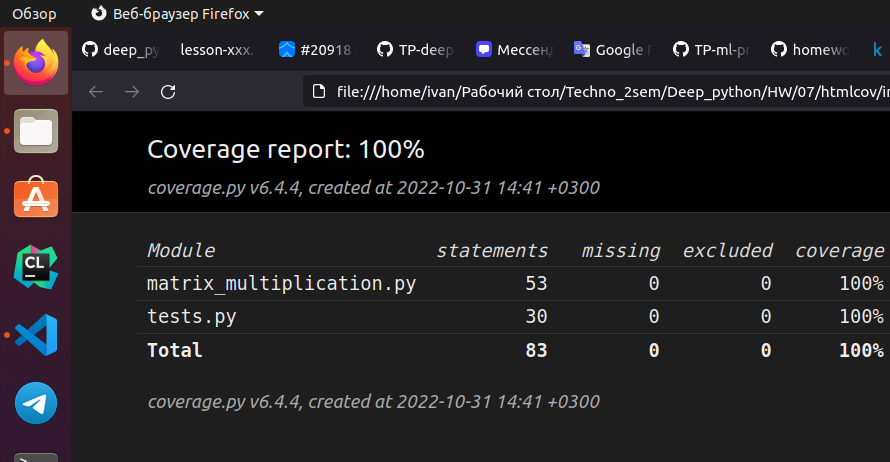 Обзор Веб-браузер Firefox
deep_py lesson-xxx. #20918 TP-deep Мессенд Google TP-ml-pr homewo k
file:///home/ivan/Рабочий стол/Techno_2sem/Deep_python/HW/07/htmlcov/in
Coverage report: 100%
coverage.py v6.4.4, created at 2022-10-31 14:41 +0300
Module statements missing excluded coverage
matrix_multiplication.py 53 0 0 100%
CL
tests.py 30 0 0 100%
Total 83 0 0 100%
coverage.py v6.4.4, created at 2022-10-31 14:41 +0300